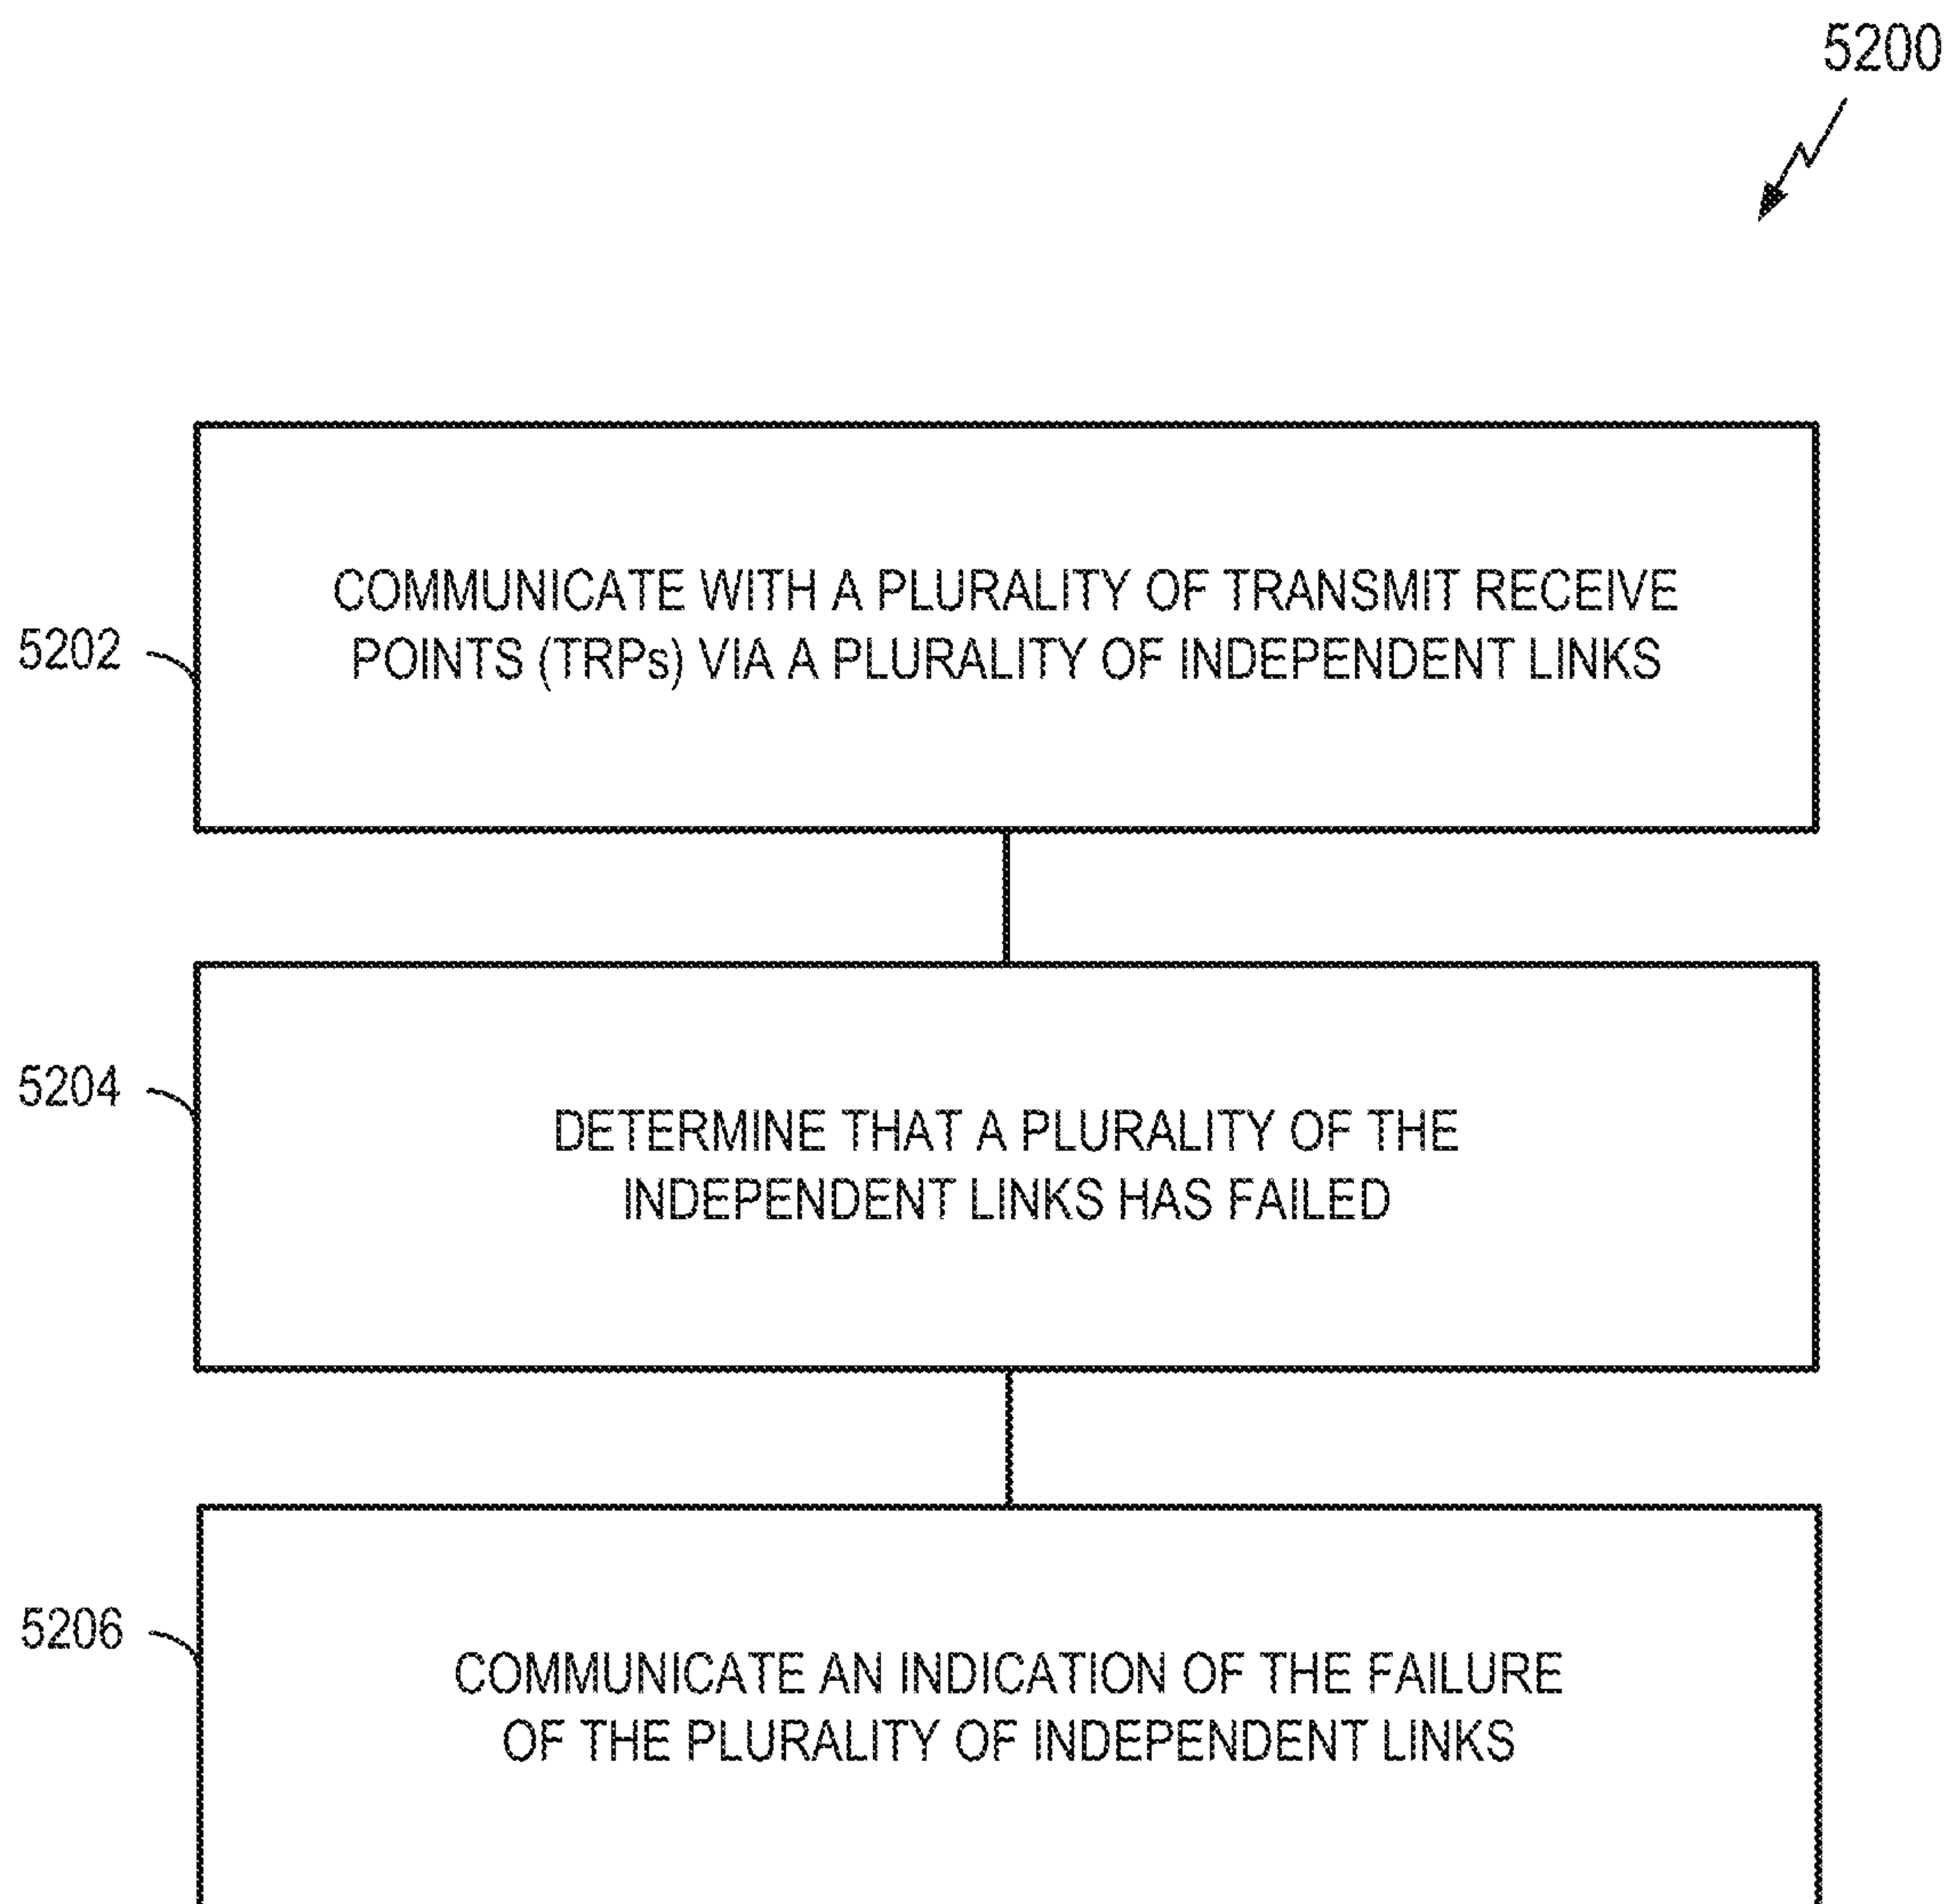 5200
COMMUNICATE WITH A PLURALITY OF TRANSMIT RECEIVE
POINTS (TRPs) VIA A PLURALITY OF INDEPENDENT LINKS
5202
DETERMINE THAT A PLURALITY OF THE
INDEPENDENT LINKS HAS FAILED
5204
COMMUNICATE AN INDICATION OF THE FAILURE
OF THE PLURALITY OF INDEPENDENT LINKS
5206